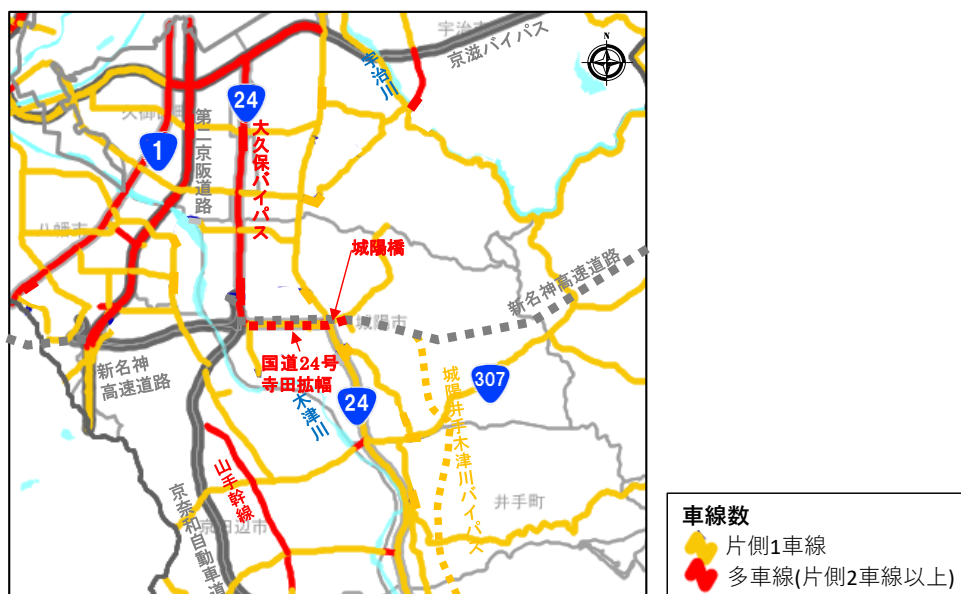 N
宇治市
京滋バイパス
宇治川
久御山町
24
大久保バイパス
第二京阪道路
1
八幡市
城陽橋
新名神高速道路
城陽市
国道24号
寺田拡幅
新名神
高速道路
木津川
24
307
城陽井手木津川バイパス
山手幹線
井手町
京田辺市
京奈和自動車道
車線数
片側1車線
多車線(片側2車線以上)